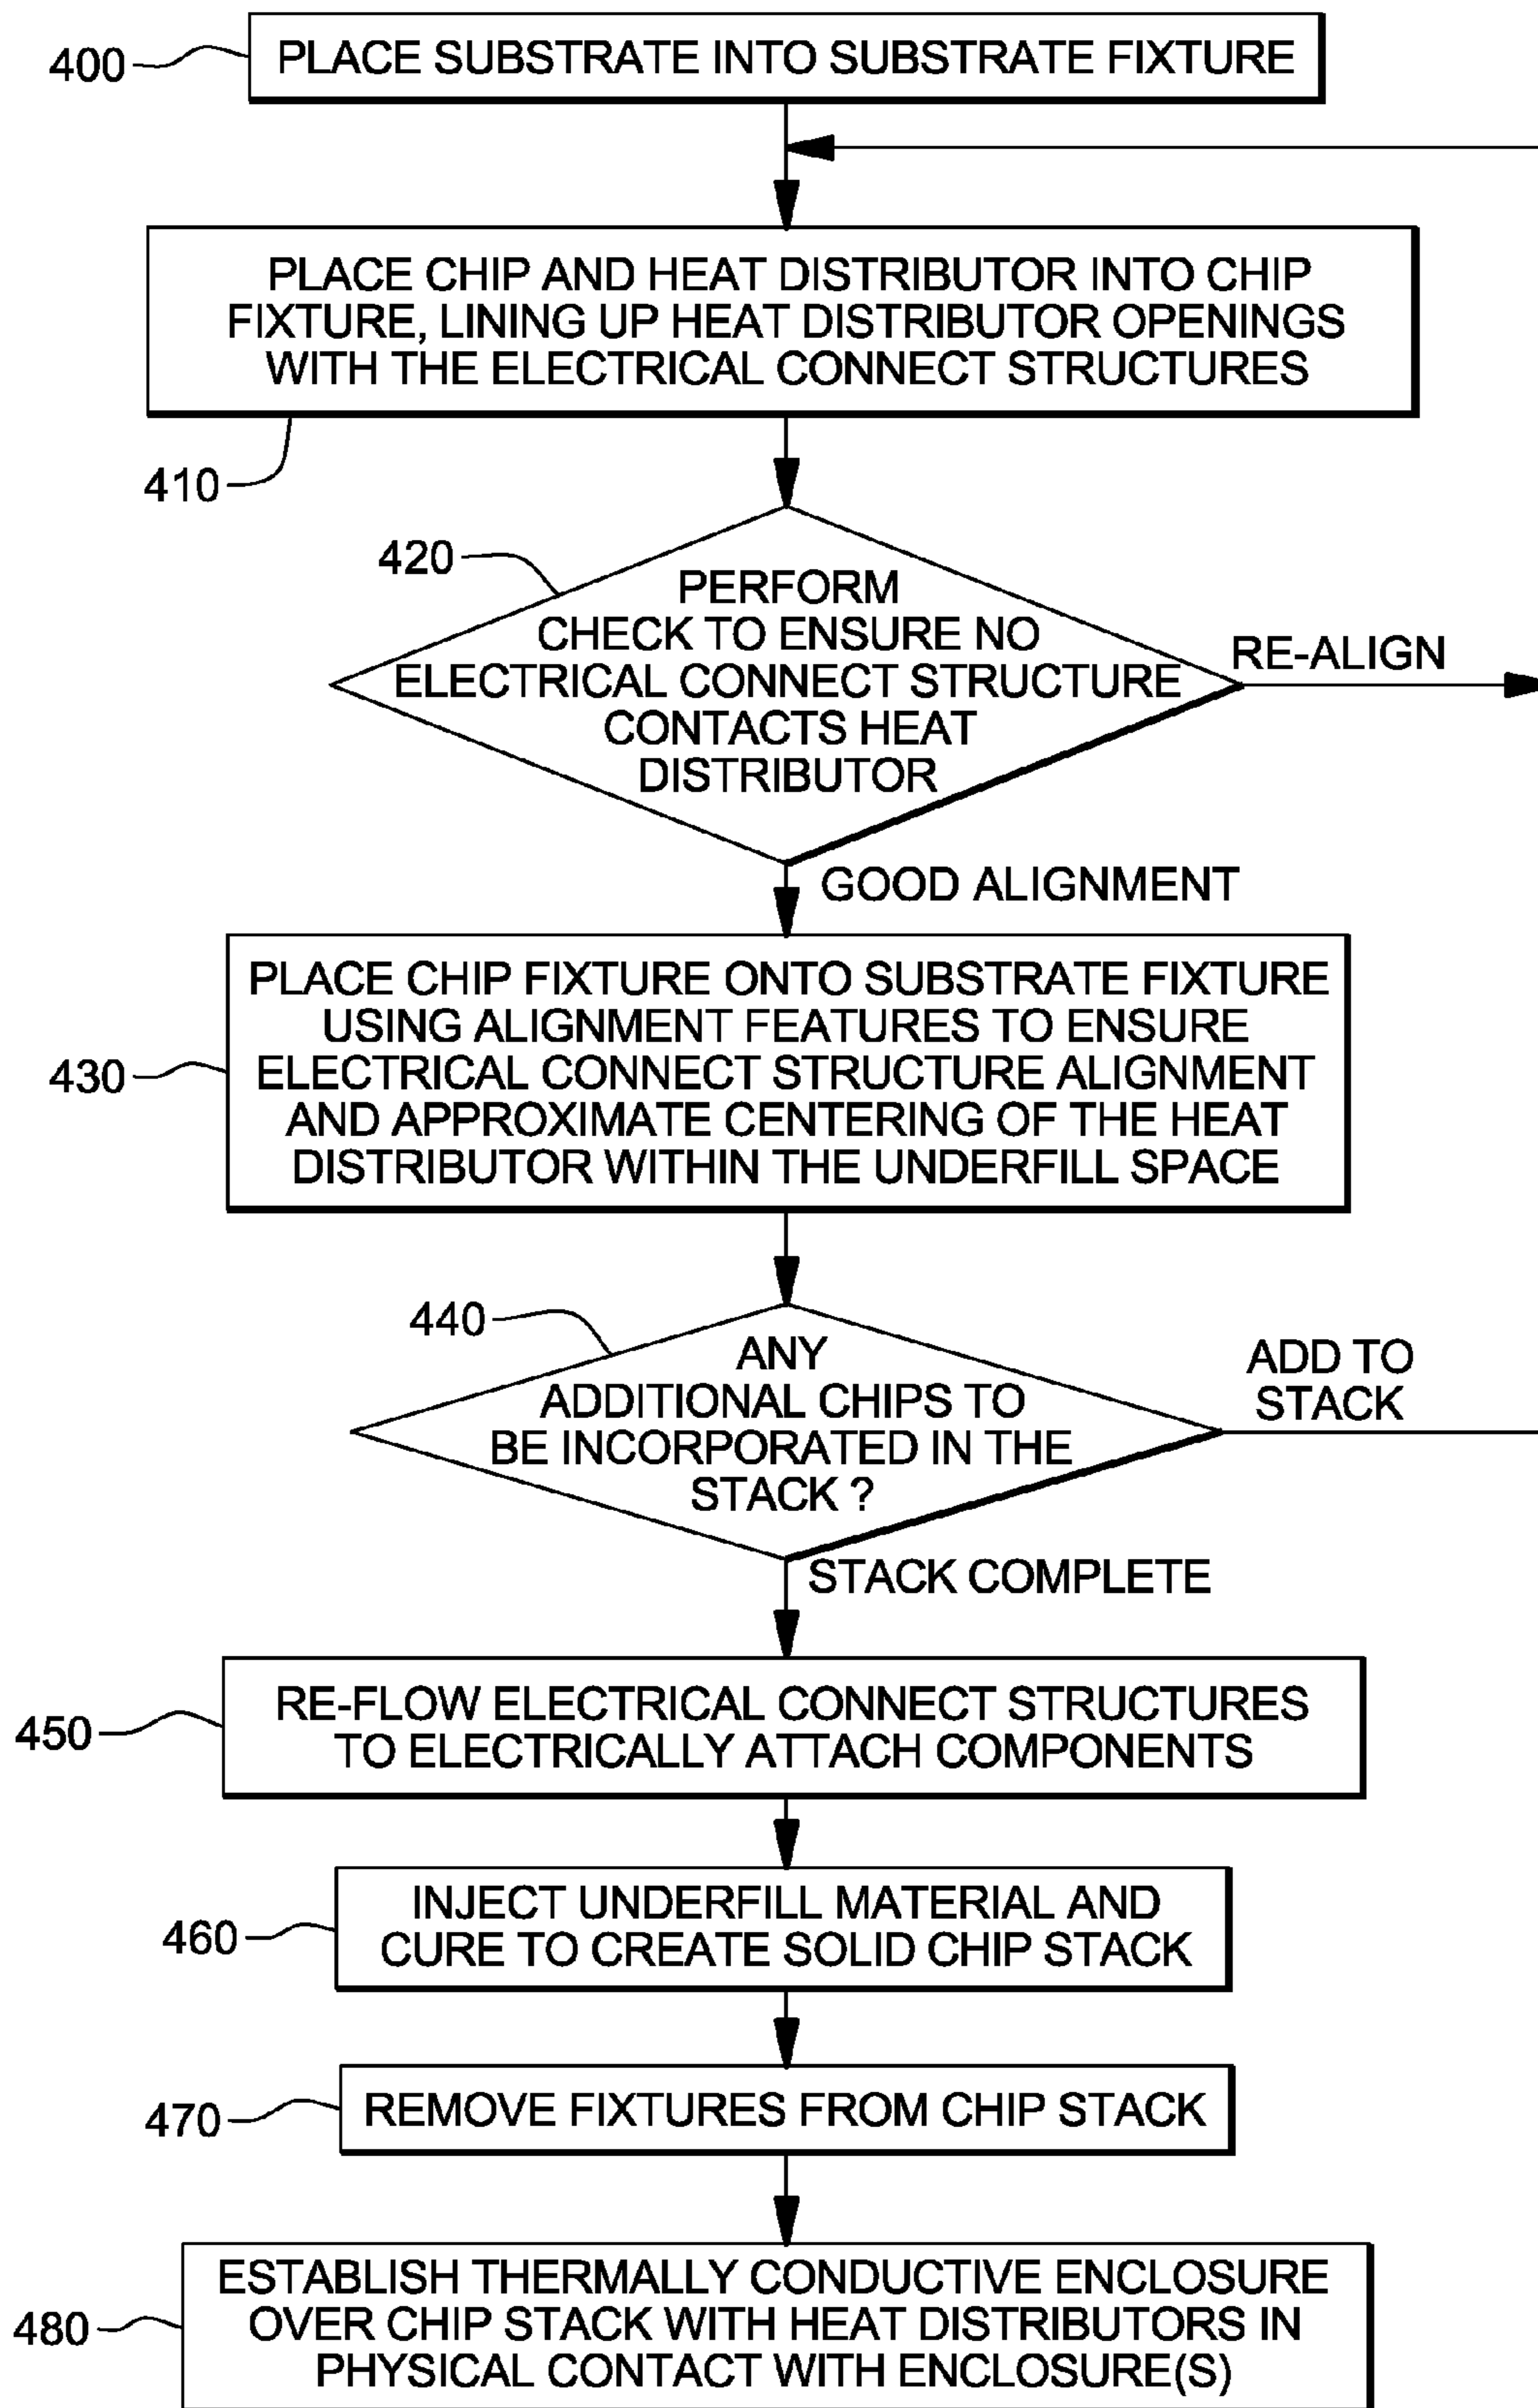 400
PLACE SUBSTRATE INTO SUBSTRATE FIXTURE
PLACE CHIP AND HEAT DISTRIBUTOR INTO CHIP
FIXTURE, LINING UP HEAT DISTRIBUTOR OPENINGS
WITH THE ELECTRICAL CONNECT STRUCTURES
410
420
PERFORM
CHECK TO ENSURE NO
ELECTRICAL CONNECT STRUCTURE
CONTACTS HEAT
DISTRIBUTOR
RE-ALIGN
GOOD ALIGNMENT
430
PLACE CHIP FIXTURE ONTO SUBSTRATE FIXTURE
USING ALIGNMENT FEATURES TO ENSURE
ELECTRICAL CONNECT STRUCTURE ALIGNMENT
AND APPROXIMATE CENTERING OF THE HEAT
DISTRIBUTOR WITHIN THE UNDERFILL SPACE
440
ANY
ADDITIONAL CHIPS TO
BE INCORPORATED IN THE
STACK ?
ADD TO
STACK
STACK COMPLETE
450
RE-FLOW ELECTRICAL CONNECT STRUCTURES
TO ELECTRICALLY ATTACH COMPONENTS
460
INJECT UNDERFILL MATERIAL AND
CURE TO CREATE SOLID CHIP STACK
470
REMOVE FIXTURES FROM CHIP STACK
480
ESTABLISH THERMALLY CONDUCTIVE ENCLOSURE
OVER CHIP STACK WITH HEAT DISTRIBUTORS IN
PHYSICAL CONTACT WITH ENCLOSURE(S)